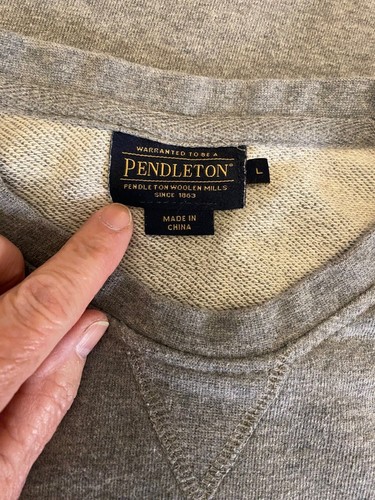 WARRANTED TO BE A
PENDLETON®
PENDLETON WOOLEN MILLS
SINCE 1863
L
MADE IN
CHINA